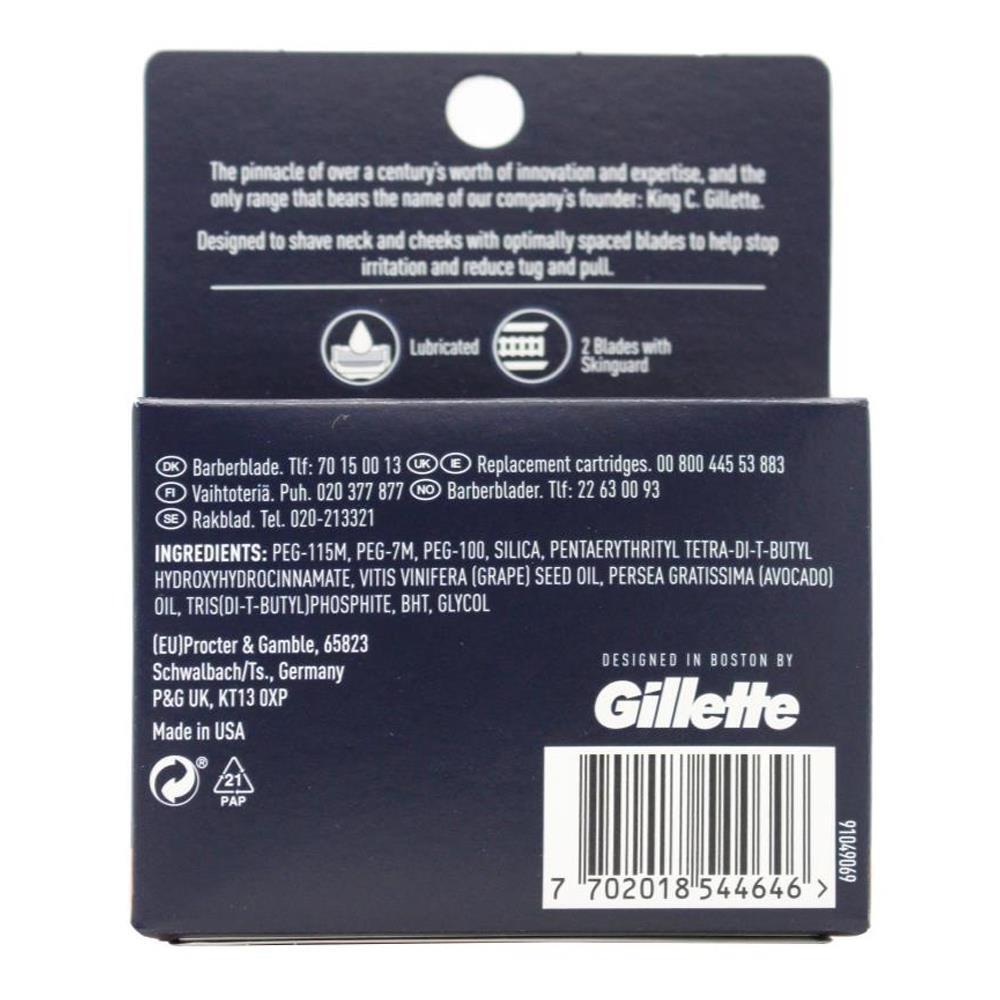 The pinnacle of over a century's worth of innovation and expertise, and the
only range that bears the name of our company's founder: King C. Gillette.
Designed to shave neck and cheeks with optimally spaced blades to help stop
irritation and reduce tug and pull.
Lubricated
2 Blades with
Skinguard
DK Barberblade. Tlf: 70 15 00 13 UK IE Replacement cartridges. 00 800 445 53 883
FI Vaihtoteriä. Puh. 020 377 877 NO Barberblader. Tlf: 22 63 00 93
SE Rakblad. Tel. 020-213321
INGREDIENTS: PEG-115M, PEG-7M, PEG-100, SILICA, PENTAERYTHRITYL TETRA-DI-T-BUTYL
HYDROXYHYDROCINNAMATE, VITIS VINIFERA (GRAPE) SEED OIL, PERSEA GRATISSIMA (AVOCADO)
OIL, TRIS(DI-T-BUTYL)PHOSPHITE, BHT, GLYCOL
(EU)Procter & Gamble, 65823
Schwalbach/Ts., Germany
P&G UK, KT13 0XP
Made in USA
®
21
PAP
DESIGNED IN BOSTON BY
Gillette
7 702018 544646 >
91049069